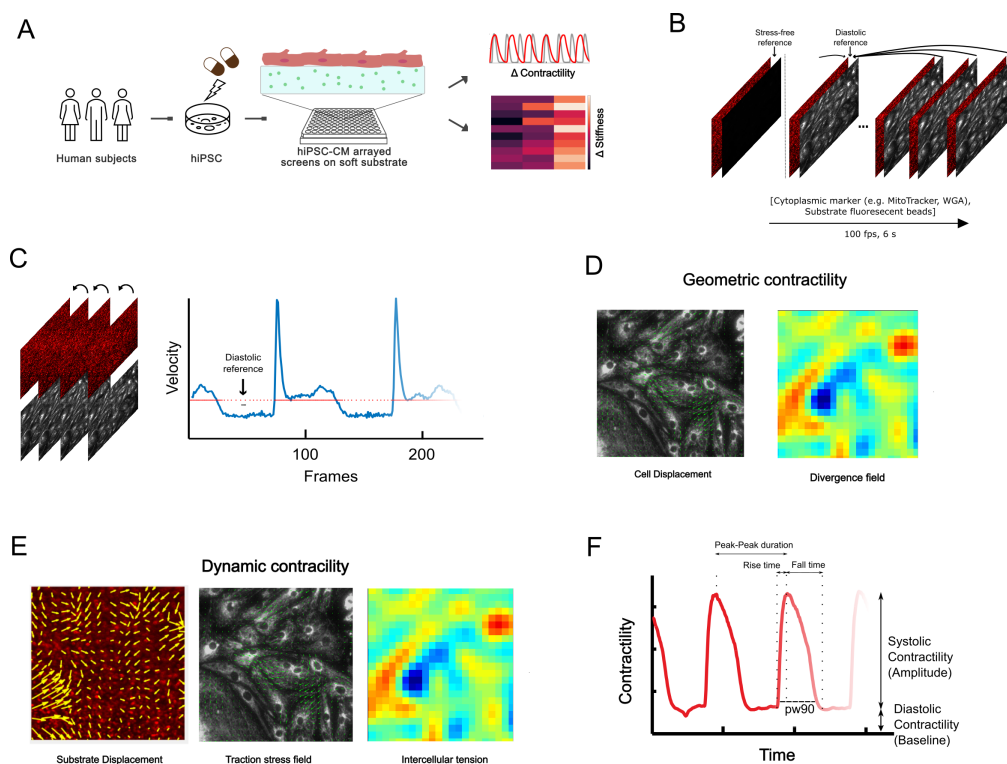 A
Human subjects
hiPSC
hiPSC-CM arrayed
screens on soft substrate
Δ Contractility
Δ Stiffness
B
Stress-free
reference
Diastolic
reference
...
[Cytoplasmic marker (e.g. MitoTracker, WGA),
Substrate fluoresecent beads]
100 fps, 6 s
C
Velocity
Diastolic
reference
100
200
Frames
D
Geometric contractility
Cell Displacement
Divergence field
E
Dynamic contracility
Substrate Displacement
Traction stress field
Intercellular tension
F
Peak-Peak duration
Rise time
Fall time
Contractility
pw90
Time
Systolic
Contractility
(Amplitude)
Diastolic
Contractility
(Baseline)